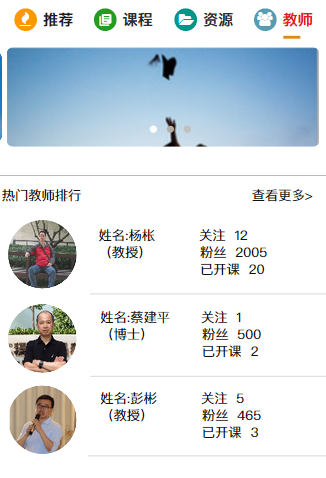 推荐 课程 资源 教师
热门教师排行 查看更多>
姓名:杨枨 关注 12
（教授） 粉丝 2005
已开课 20
姓名:蔡建平 关注 1
（博士） 粉丝 500
已开课 2
姓名:彭彬 关注 5
（教授） 粉丝 465
已开课 3